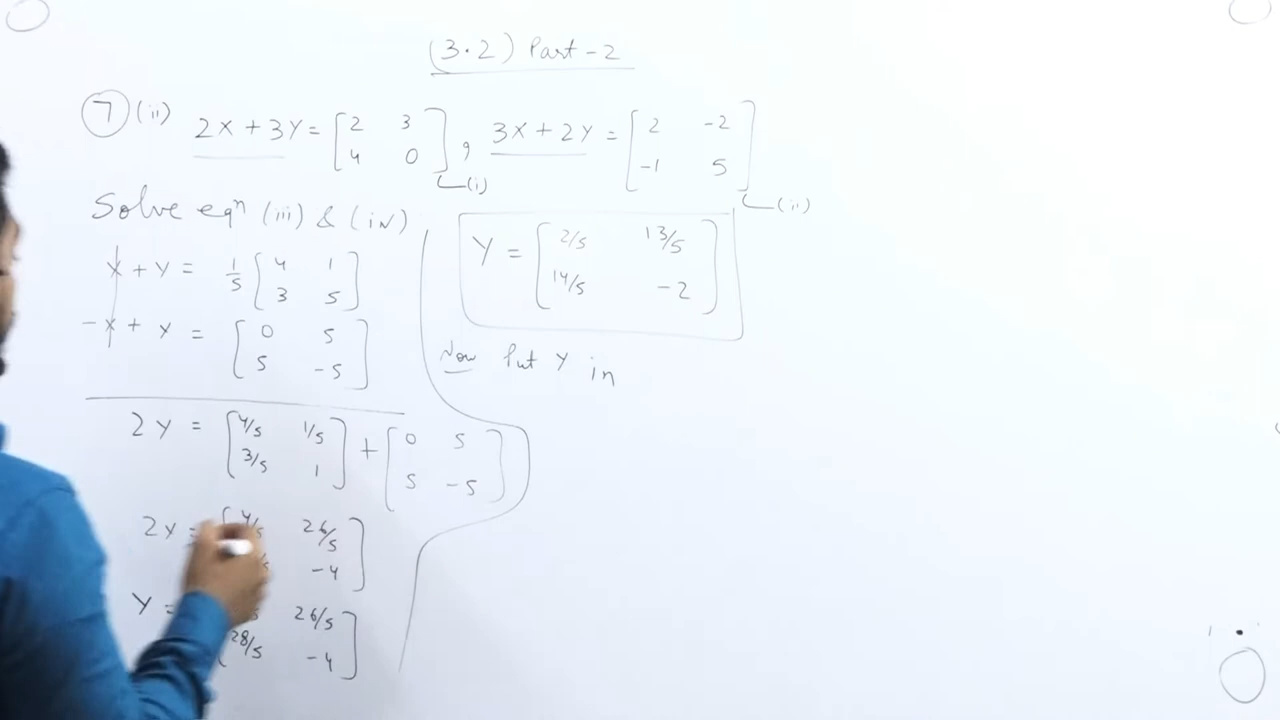 (3.2) Part-2
7 (ii) 2X + 3Y = [2 3 4 0] (i), 3X + 2Y = [2 -2 -1 5] (ii)
Solve eqn (iii) & (iv)
X + Y = 1/5 [4 1 3 5]
-X + Y = [0 5 5 -5]
2Y = [4/5 1/5 3/5 1] + [0 5 5 -5]
2Y = [4/5 26/5 -4]
Y = 26/5 28/5 -4]
Y = [2/5 13/5 14/5 -2]
Now Put Y in